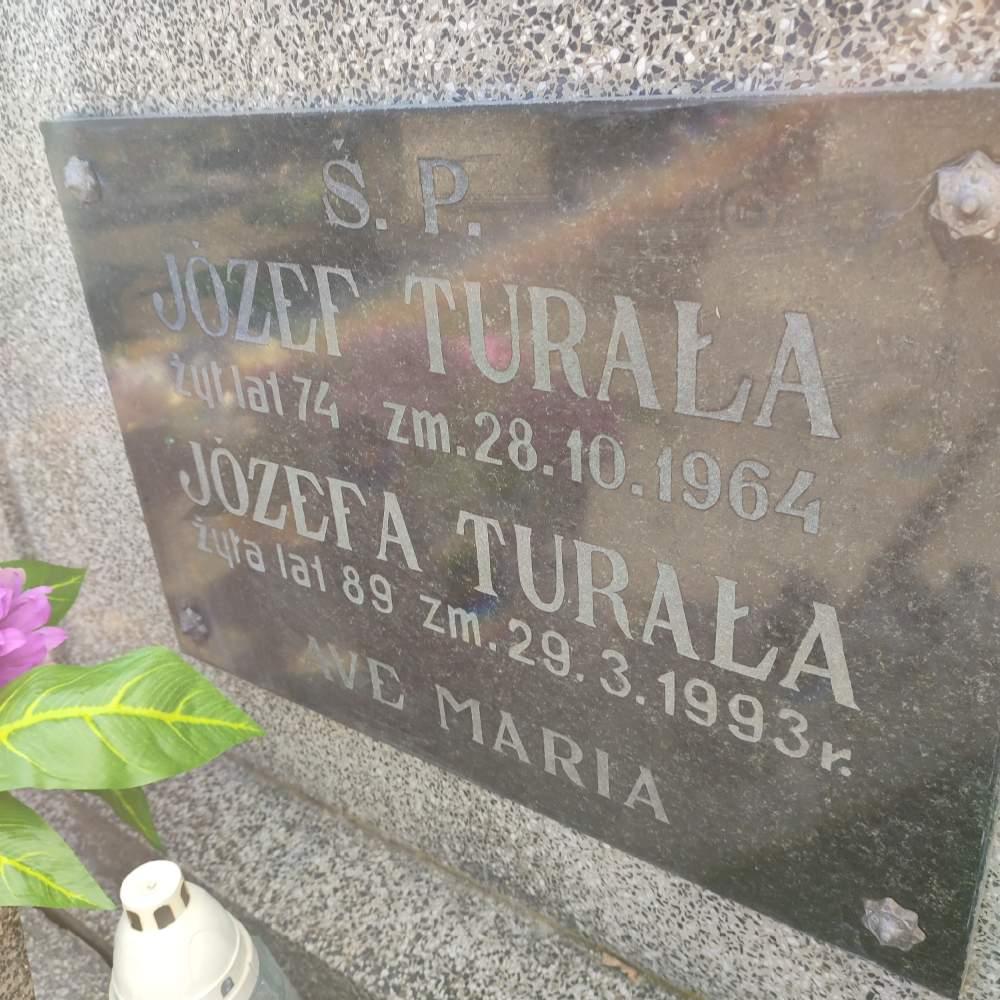 Ś. P.
JÓZEF TURAŁA
żył lat 74 zm. 28.10.1964
JÓZEFA TURAŁA
żyła lat 89 zm. 29.3.1993 r.
AVE MARIA